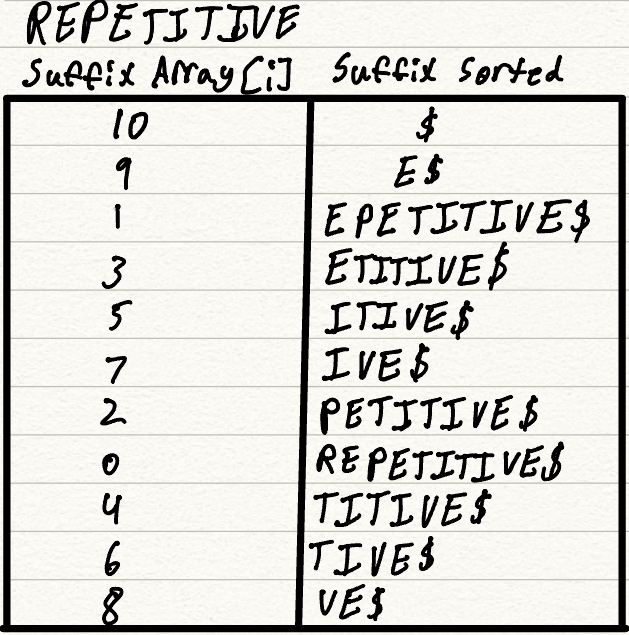 REPETITIVE
Suffix Array[i] Suffix Sorted
10 $
9 E$
1 EPETITIVE$
3 ETITIVE$
5 ITIVE$
7 IVE$
2 PETITIVE$
0 REPETITIVE$
4 TITIVE$
6 TIVE$
8 VE$